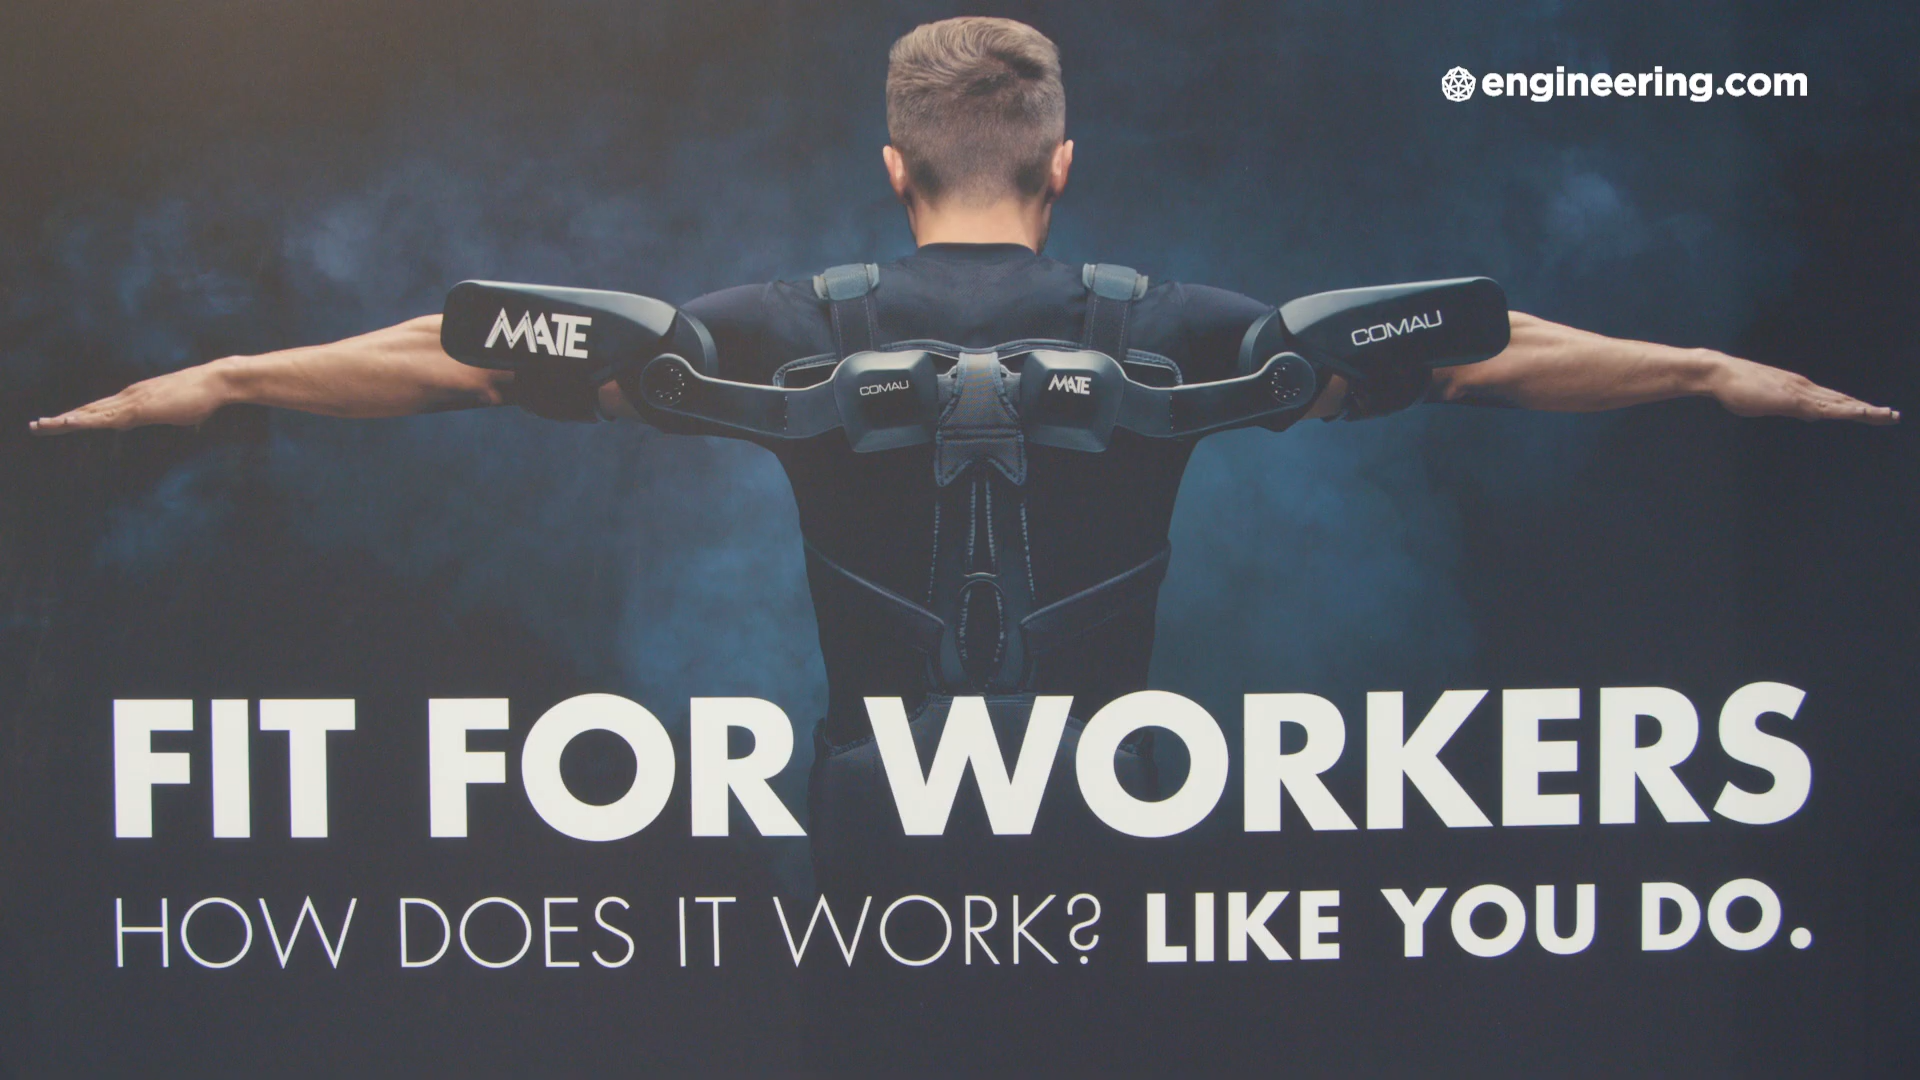 engineering.com
MATE
COMAU
COMAU
MATE
FIT FOR WORKERS
HOW DOES IT WORK? LIKE YOU DO.